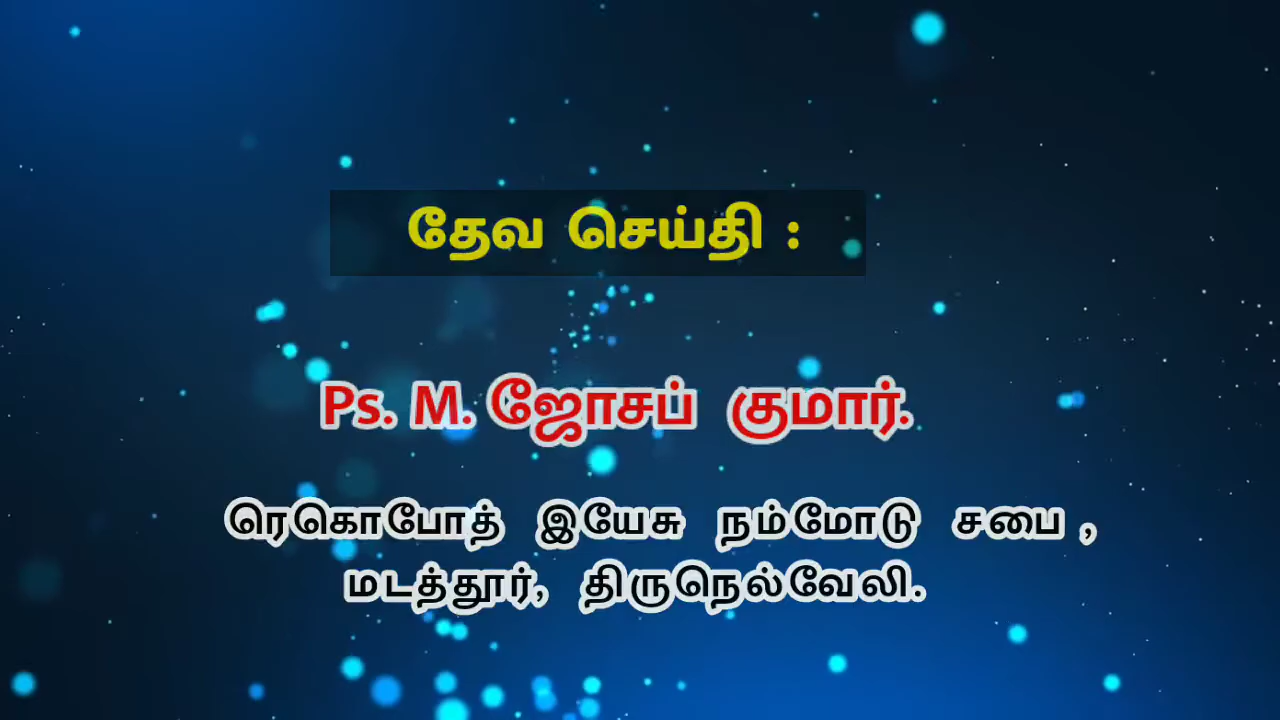 தேவ செய்தி :
Ps. M. ஜோசப் குமார்.
ரெகொபோத் இயேசு நம்மோடு சபை ,
மடத்தூர், திருநெல்வேலி.